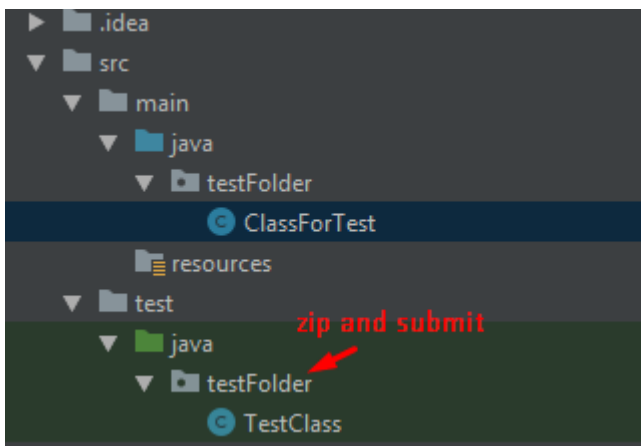 .idea
src
main
java
testFolder
ClassForTest
resources
test
zip and submit
java
testFolder
TestClass